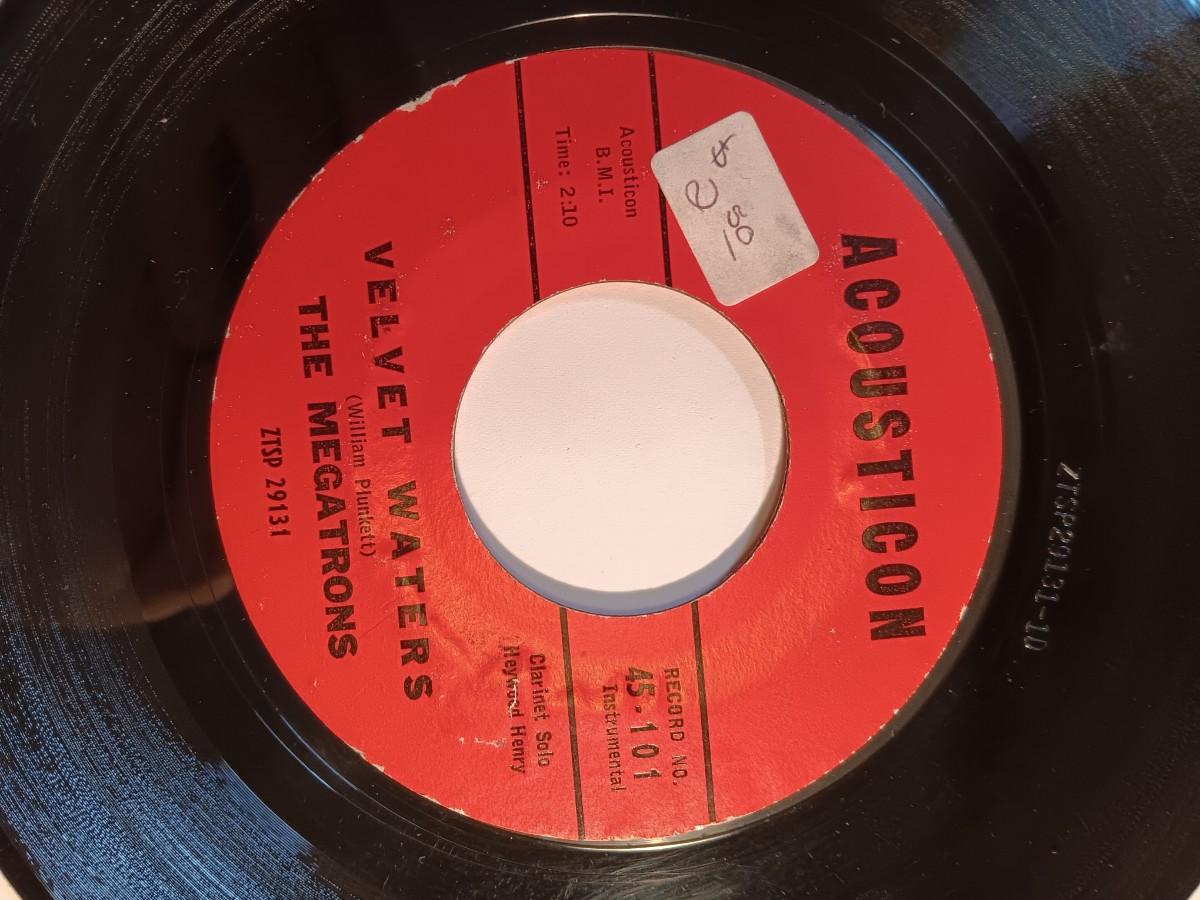 ACOUSTICON
Acousticon
B.M.I.
Time: 2:10
RECORD NO.
45-101
Instrumental
Clarinet Solo
Heywood Henry
VELVET WATERS
(William Plunkett)
THE MEGATRONS
ZTSP 29131
ZTSP29131-1D